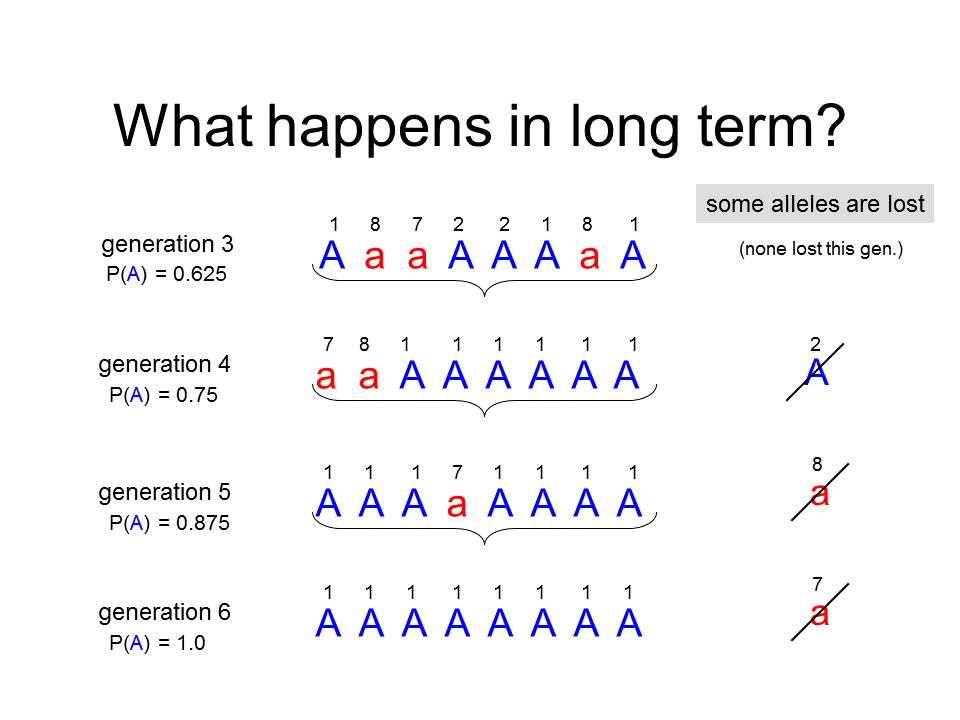 What happens in long term?
some alleles are lost
1 8 7 2 2 1 8 1
generation 3
A a a A A A a A
(none lost this gen.)
P(A) = 0.625
7 8 1 1 1 1 1 1
2
generation 4
a a A A A A A A
A
P(A) = 0.75
1 1 1 7 1 1 1 1
8
generation 5
A A A a A A A A
a
P(A) = 0.875
1 1 1 1 1 1 1 1
7
generation 6
A A A A A A A A
a
P(A) = 1.0